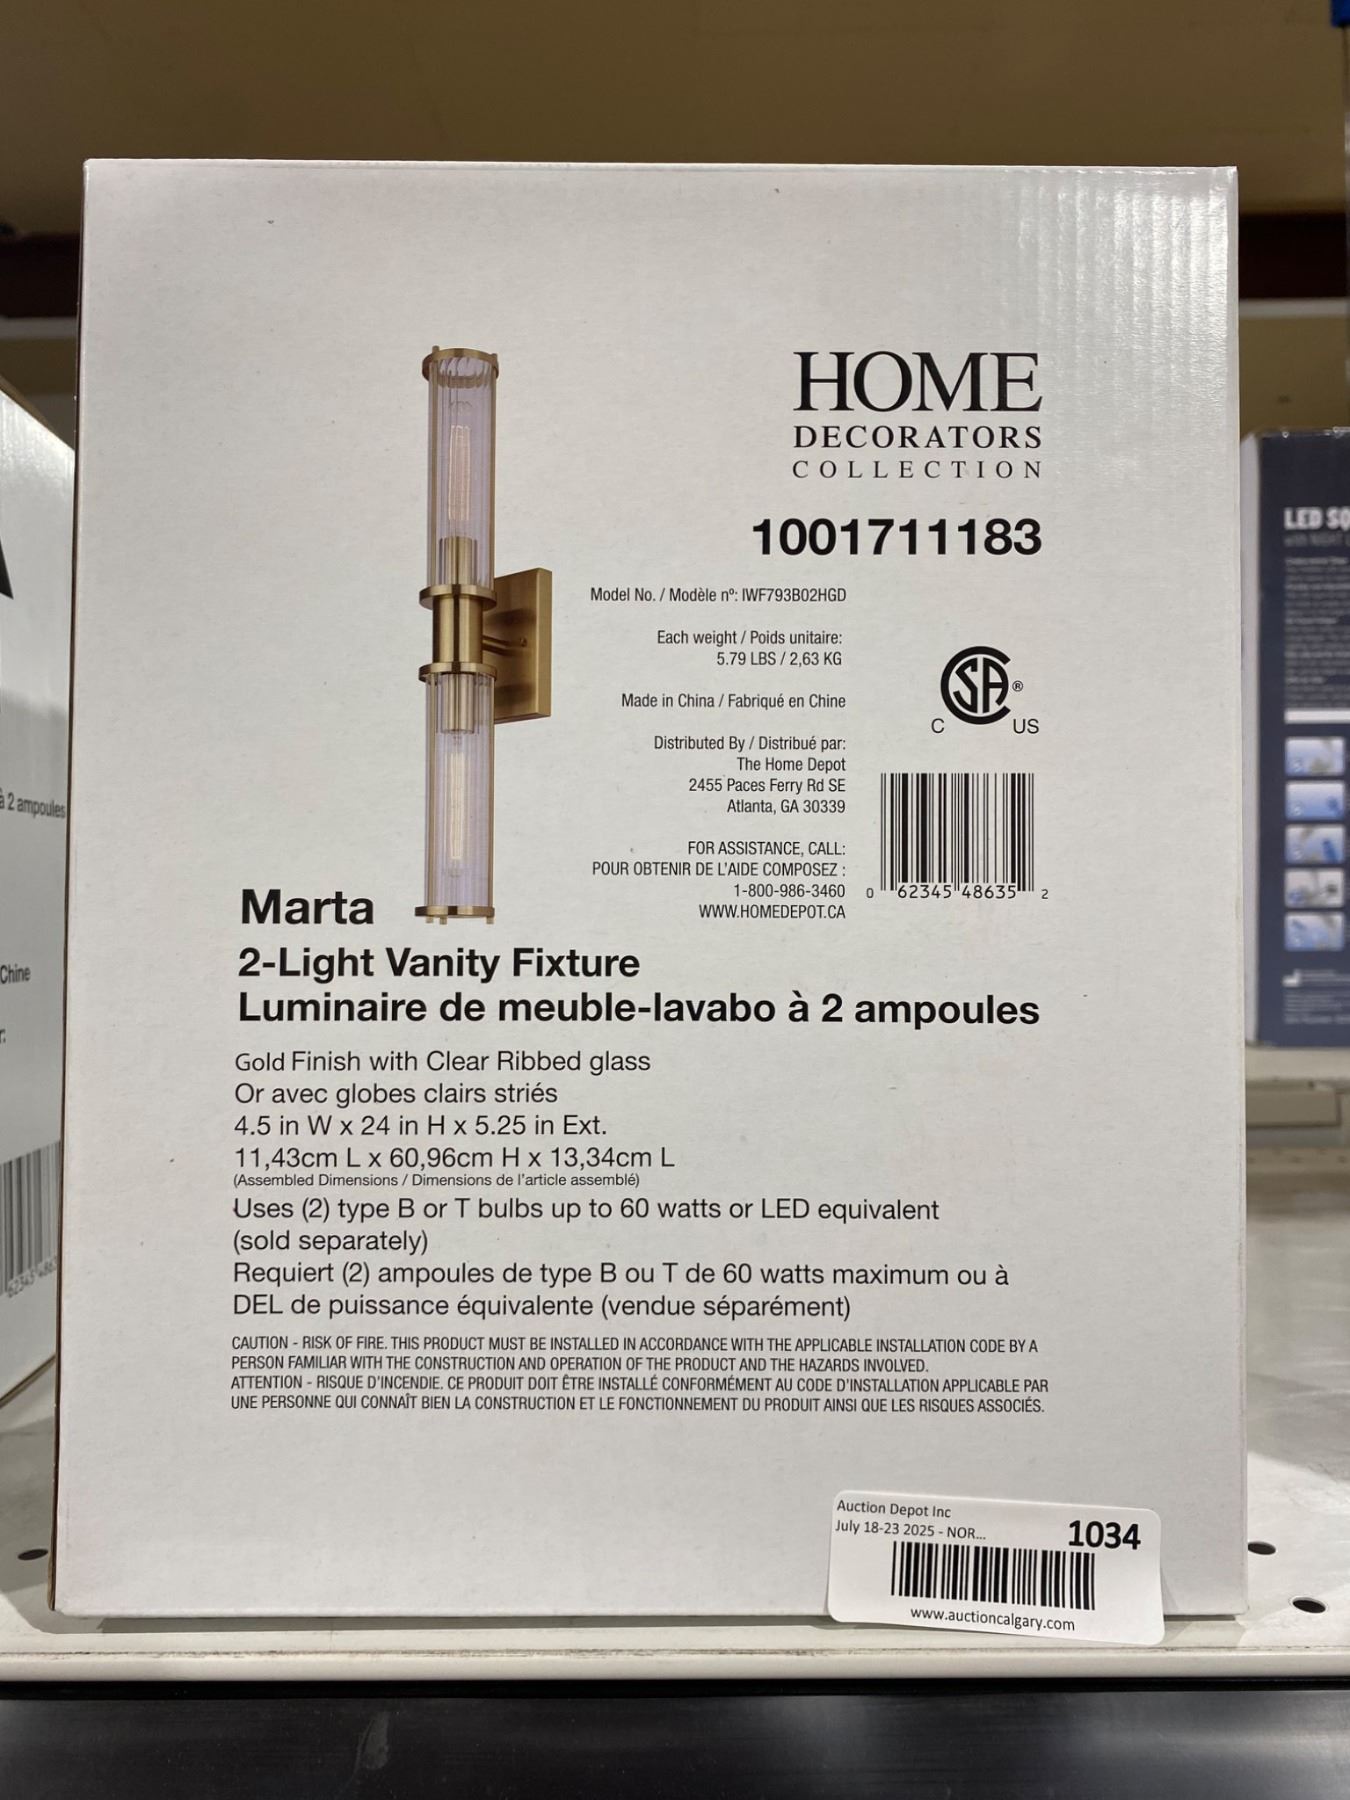 HOME
DECORATORS
COLLECTION
1001711183
Model No. / Modèle nº: IWF793B02HGD
Each weight / Poids unitaire:
5.79 LBS / 2,63 KG
Made in China / Fabriqué en Chine
CSA®
C US
Distributed By / Distribué par:
The Home Depot
2455 Paces Ferry Rd SE
Atlanta, GA 30339
FOR ASSISTANCE, CALL:
POUR OBTENIR DE L'AIDE COMPOSEZ :
1-800-986-3460
WWW.HOMEDEPOT.CA
0 62345 48635 2
Marta
2-Light Vanity Fixture
Luminaire de meuble-lavabo à 2 ampoules
Gold Finish with Clear Ribbed glass
Or avec globes clairs striés
4.5 in W x 24 in H x 5.25 in Ext.
11,43cm L x 60,96cm H x 13,34cm L
(Assembled Dimensions / Dimensions de l'article assemblé)
Uses (2) type B or T bulbs up to 60 watts or LED equivalent
(sold separately)
Requiert (2) ampoules de type B ou T de 60 watts maximum ou à
DEL de puissance équivalente (vendue séparément)
CAUTION - RISK OF FIRE. THIS PRODUCT MUST BE INSTALLED IN ACCORDANCE WITH THE APPLICABLE INSTALLATION CODE BY A
PERSON FAMILIAR WITH THE CONSTRUCTION AND OPERATION OF THE PRODUCT AND THE HAZARDS INVOLVED.
ATTENTION - RISQUE D'INCENDIE. CE PRODUIT DOIT ÊTRE INSTALLÉ CONFORMÉMENT AU CODE D'INSTALLATION APPLICABLE PAR
UNE PERSONNE QUI CONNAÎT BIEN LA CONSTRUCTION ET LE FONCTIONNEMENT DU PRODUIT AINSI QUE LES RISQUES ASSOCIÉS.
Auction Depot Inc
July 18-23 2025 - NOR...
1034
www.auctioncalgary.com
à 2 ampoules
Chine
LED SQ